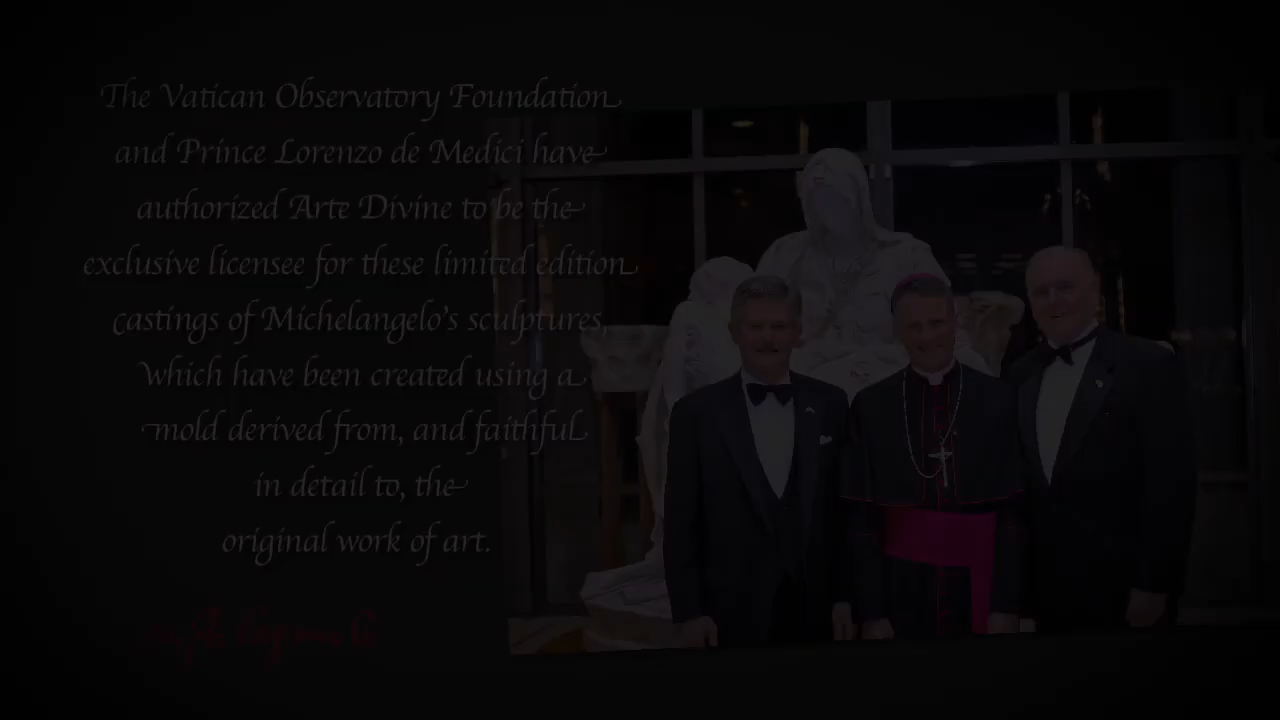 The Vatican Observatory Foundation
and Prince Lorenzo de Medici have
authorized Arte Divine to be the
exclusive licensee for these limited edition
castings of Michelangelo's sculptures,
which have been created using a
mold derived from, and faithful
in detail to, the
original work of art.